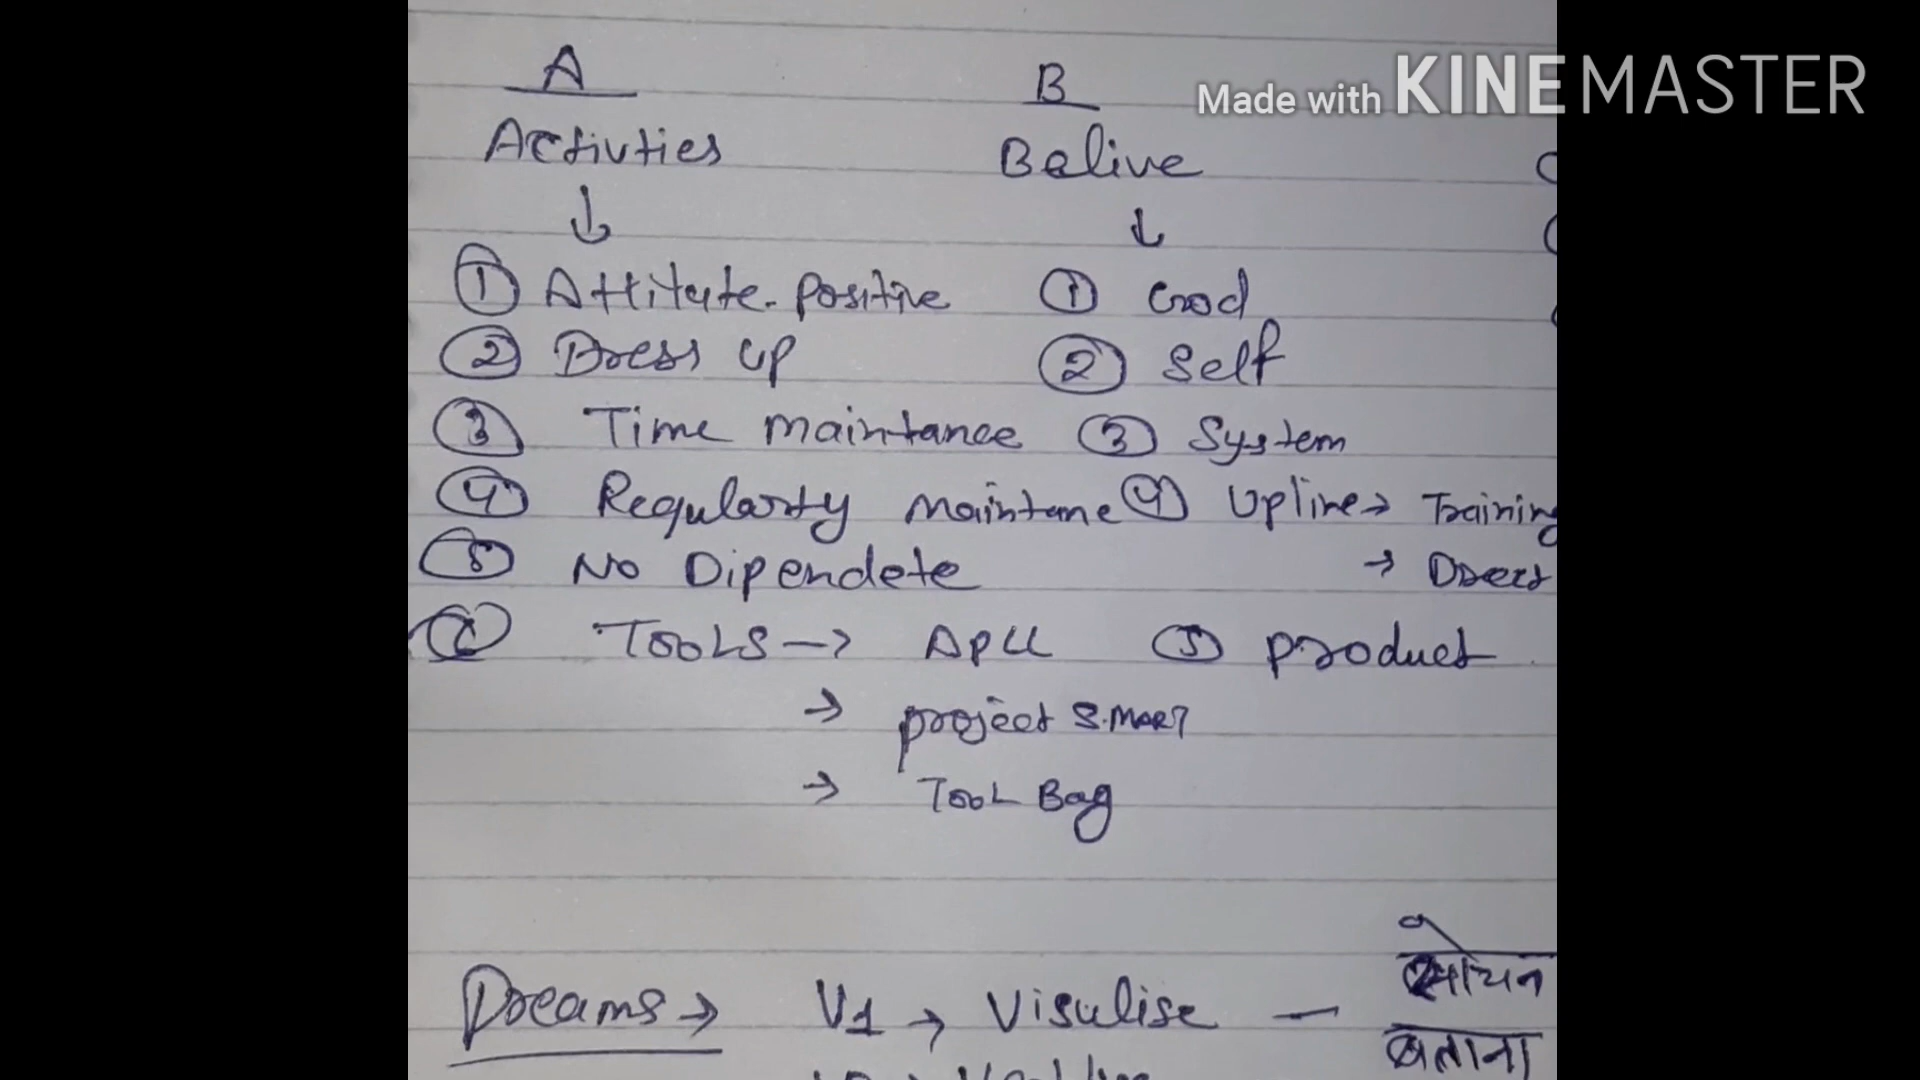 Made with KINEMASTER
A B
Activties Belive
↓ ↓
① Attitute - Positive ① God
② Dress up ② Self
③ Time maintance ③ System
④ Regularty maintane ④ Upline → Training
⑤ No Dipendete → Direct
⑥ TOOLS → APLL ⑤ product
→ project S.MART
→ TOOL Bag
Dreams → V1 → Visulise —
बताना